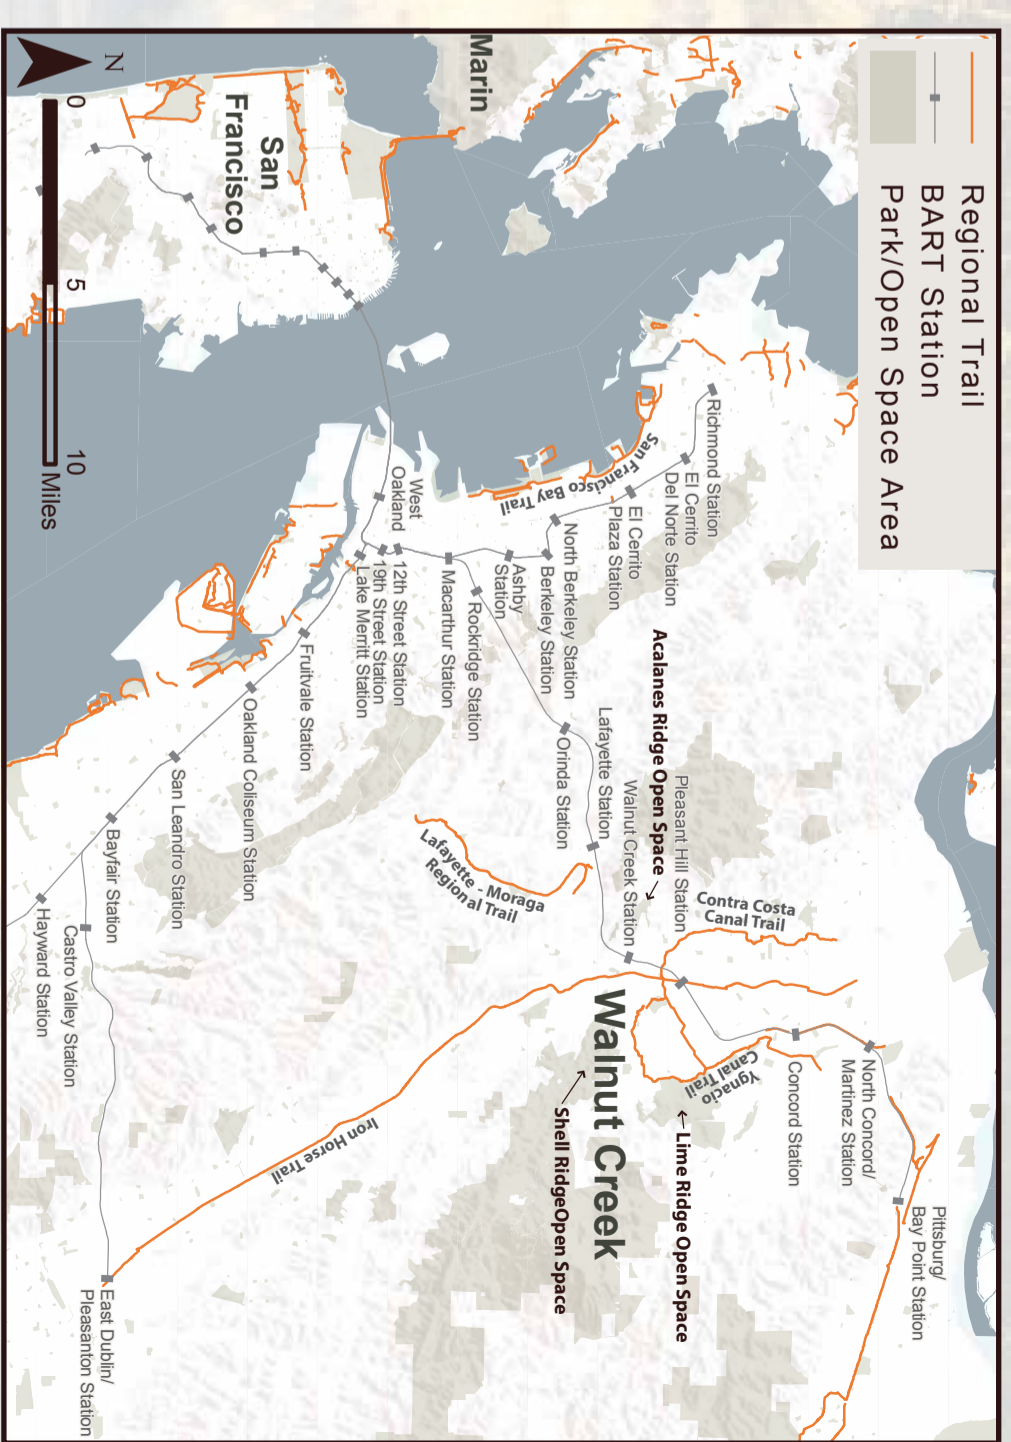 Regional Trail
BART Station
Park/Open Space Area
Marin
San
Francisco
N
0
5
10
Miles
Richmond Station
El Cerrito
Del Norte Station
El Cerrito
Plaza Station
San Francisco Bay Trail
North Berkeley Station
Berkeley Station
Ashby
Station
Rockridge Station
Macarthur Station
West
Oakland
12th Street Station
19th Street Station
Lake Merritt Station
Fruitvale Station
Oakland Coliseum Station
San Leandro Station
Bayfair Station
Hayward Station
Castro Valley Station
East Dublin/
Pleasanton Station
Orinda Station
Lafayette Station
Walnut Creek Station
Pleasant Hill Station
Acalanes Ridge Open Space
Lafayette - Moraga
Regional Trail
Contra Costa
Canal Trail
Walnut Creek
Ygnacio
Canal Trail
Iron Horse Trail
Concord Station
North Concord/
Martinez Station
Pittsburg/
Bay Point Station
Lime Ridge Open Space
Shell RidgeOpen Space